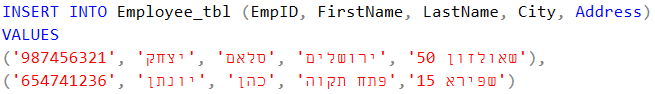 INSERT INTO Employee_tbl (EmpID, FirstName, LastName, City, Address)
VALUES
('987456321', 'יצחק', 'סלאם', 'ירושלים', 'שאולזון 50'),
('654741236', 'יונתן', 'כהן', 'פתח תקוה','שפירא 15')